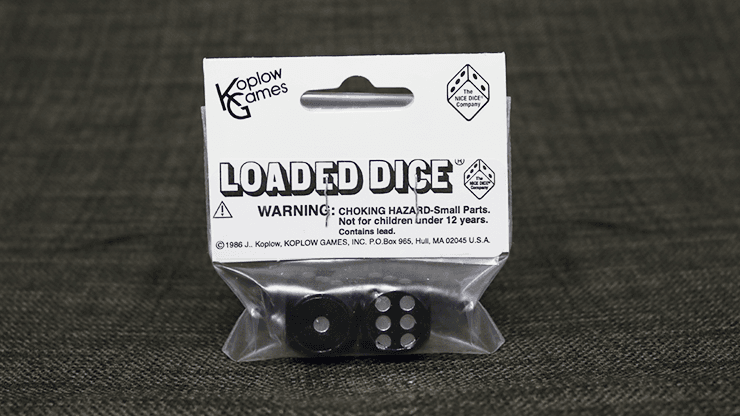 Koplow
Games
The
NICE DICE®
Company
LOADED DICE®
The
NICE DICE®
Company
WARNING: CHOKING HAZARD-Small Parts.
Not for children under 12 years.
Contains lead.
©1986 J.. Koplow, KOPLOW GAMES, INC. P.O.Box 965, Hull, MA 02045 U.S.A.